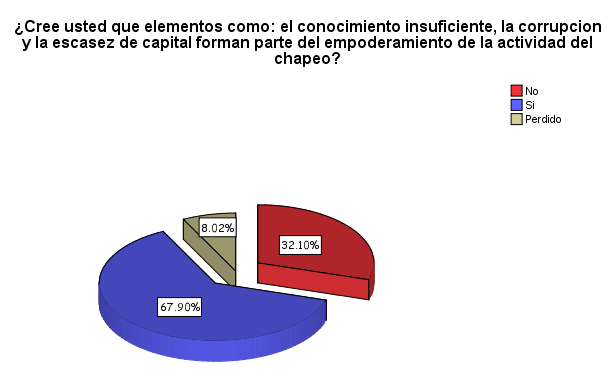 ¿Cree usted que elementos como: el conocimiento insuficiente, la corrupcion
y la escasez de capital forman parte del empoderamiento de la actividad del
chapeo?
No
Si
Perdido
8.02%
32.10%
67.90%